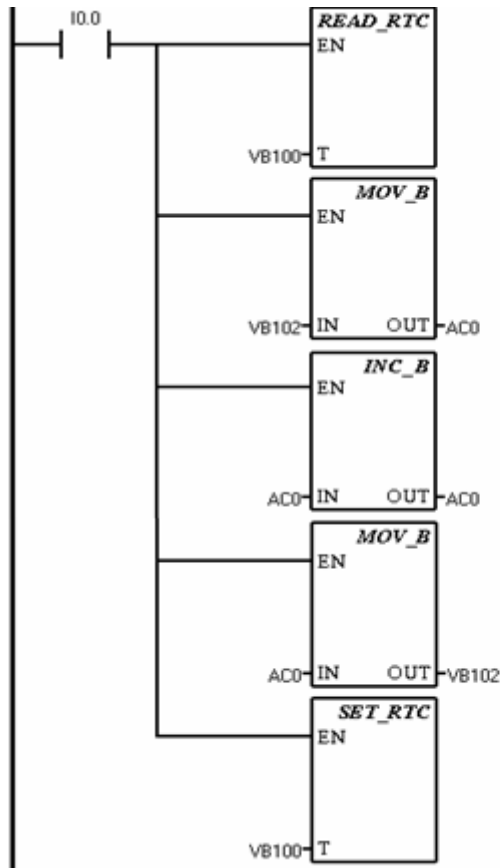 I0.0
READ_RTC
EN
VB100 T
MOV_B
EN
VB102 IN OUT AC0
INC_B
EN
AC0 IN OUT AC0
MOV_B
EN
AC0 IN OUT VB102
SET_RTC
EN
VB100 T